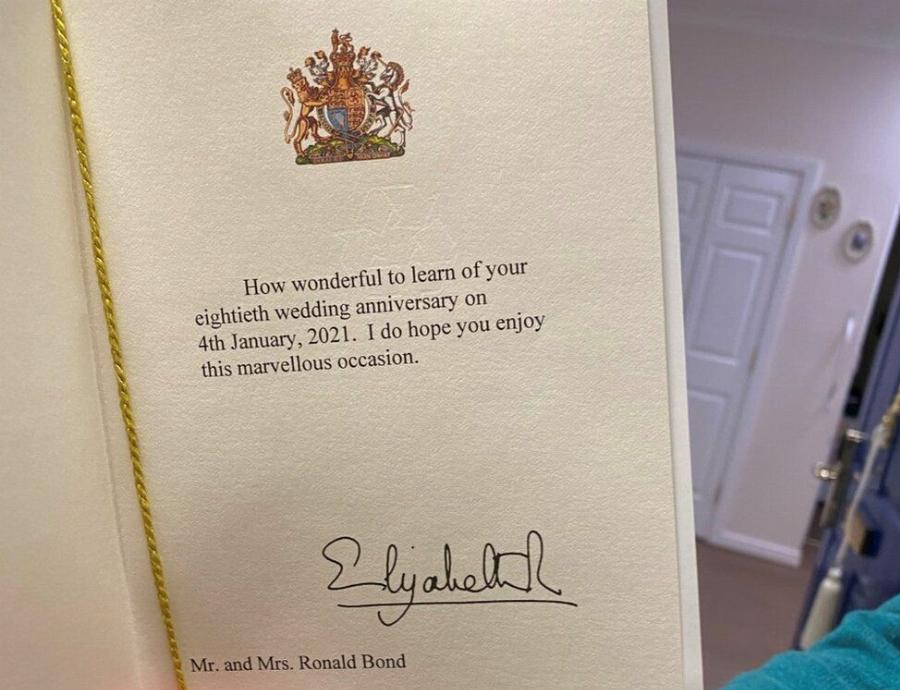 How wonderful to learn of your
eightieth wedding anniversary on
4th January, 2021.  I do hope you enjoy
this marvellous occasion.
Elizabeth R
Mr. and Mrs. Ronald Bond